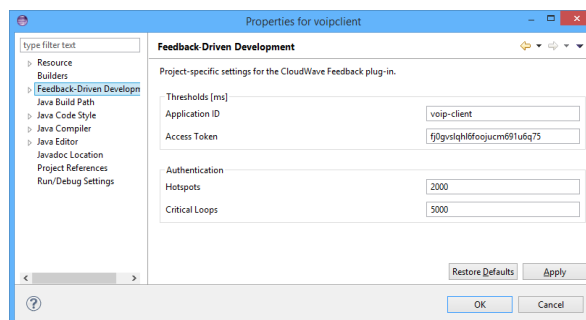 Properties for voipclient
type filter text
Resource
Builders
Feedback-Driven Developm
Java Build Path
Java Code Style
Java Compiler
Java Editor
Javadoc Location
Project References
Run/Debug Settings
Feedback-Driven Development
Project-specific settings for the CloudWave Feedback plug-in.
Thresholds [ms]
Application ID voip-client
Access Token fj0gvslqhl6foojucm691u6q75
Authentication
Hotspots 2000
Critical Loops 5000
Restore Defaults Apply
? OK Cancel